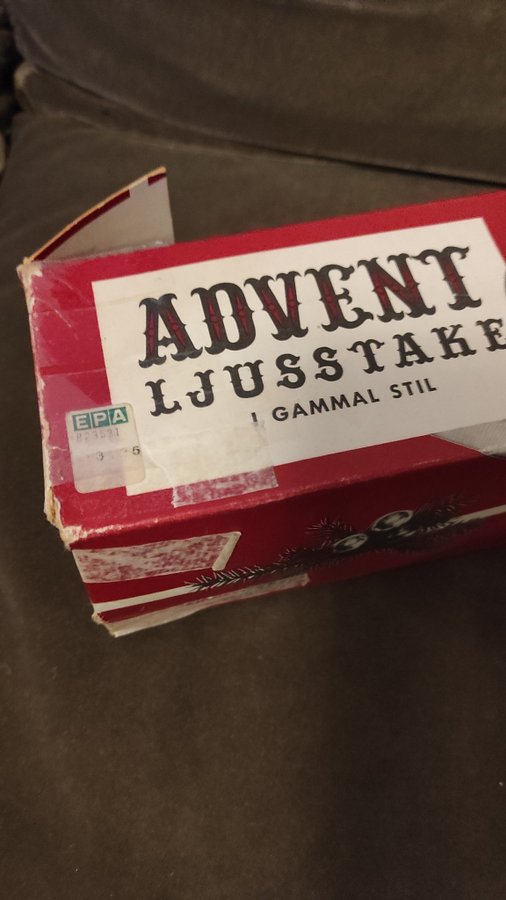 ADVENT
LJUSSTAKE
I GAMMAL STIL
EPA